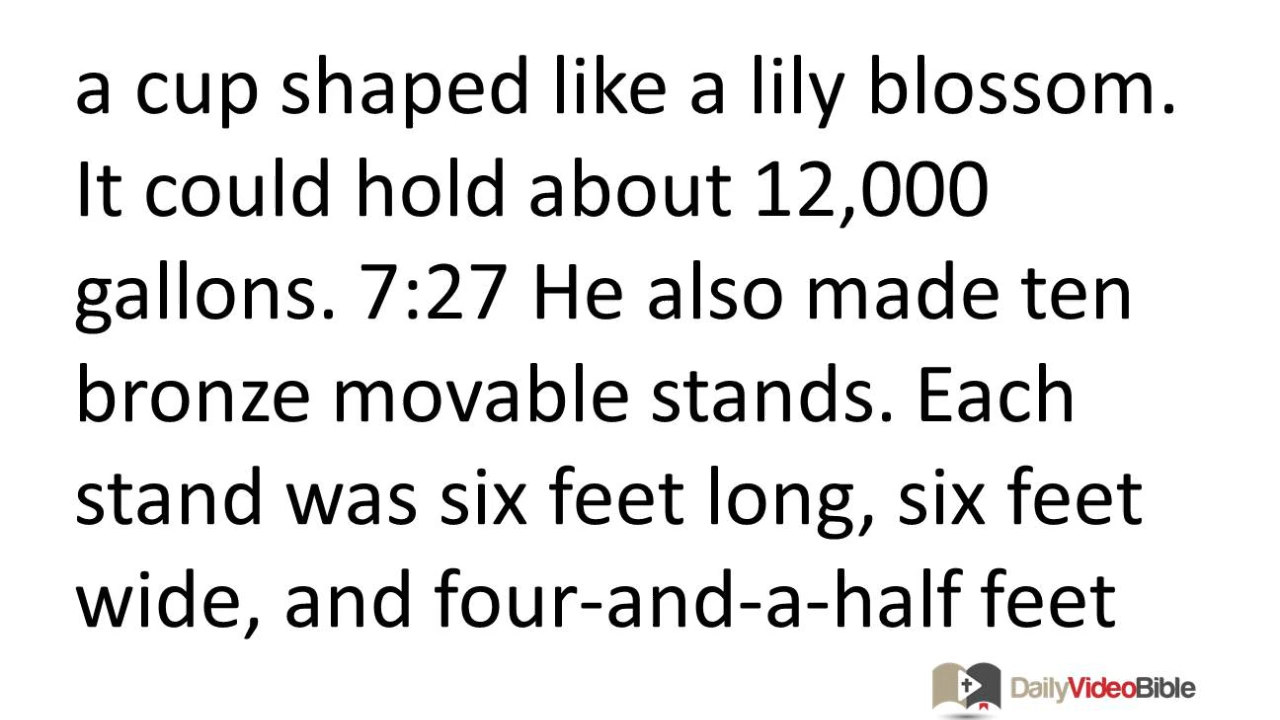 a cup shaped like a lily blossom.
It could hold about 12,000
gallons. 7:27 He also made ten
bronze movable stands. Each
stand was six feet long, six feet
wide, and four-and-a-half feet
DailyVideoBible